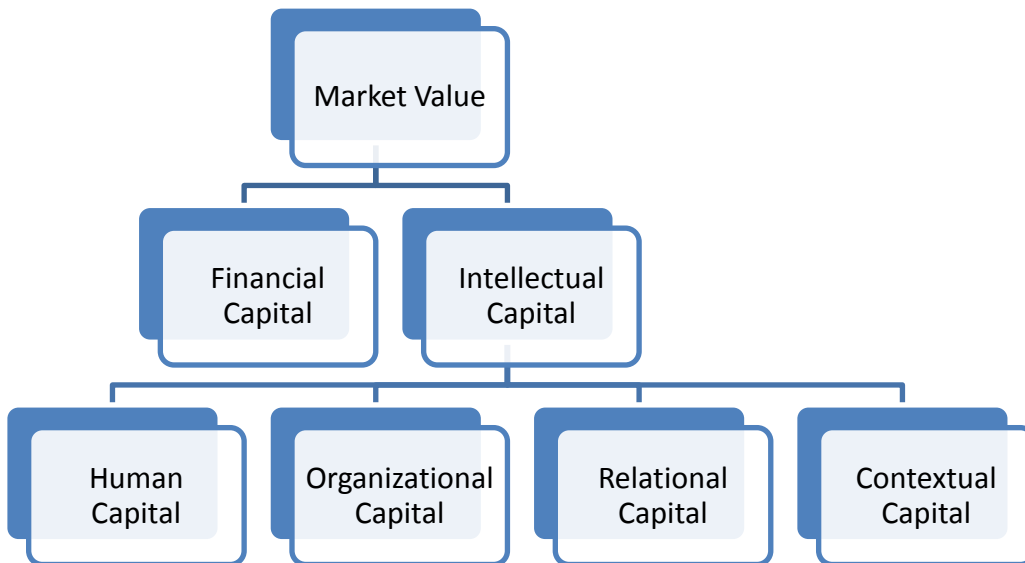 Market Value
Financial
Capital
Intellectual
Capital
Human
Capital
Organizational
Capital
Relational
Capital
Contextual
Capital